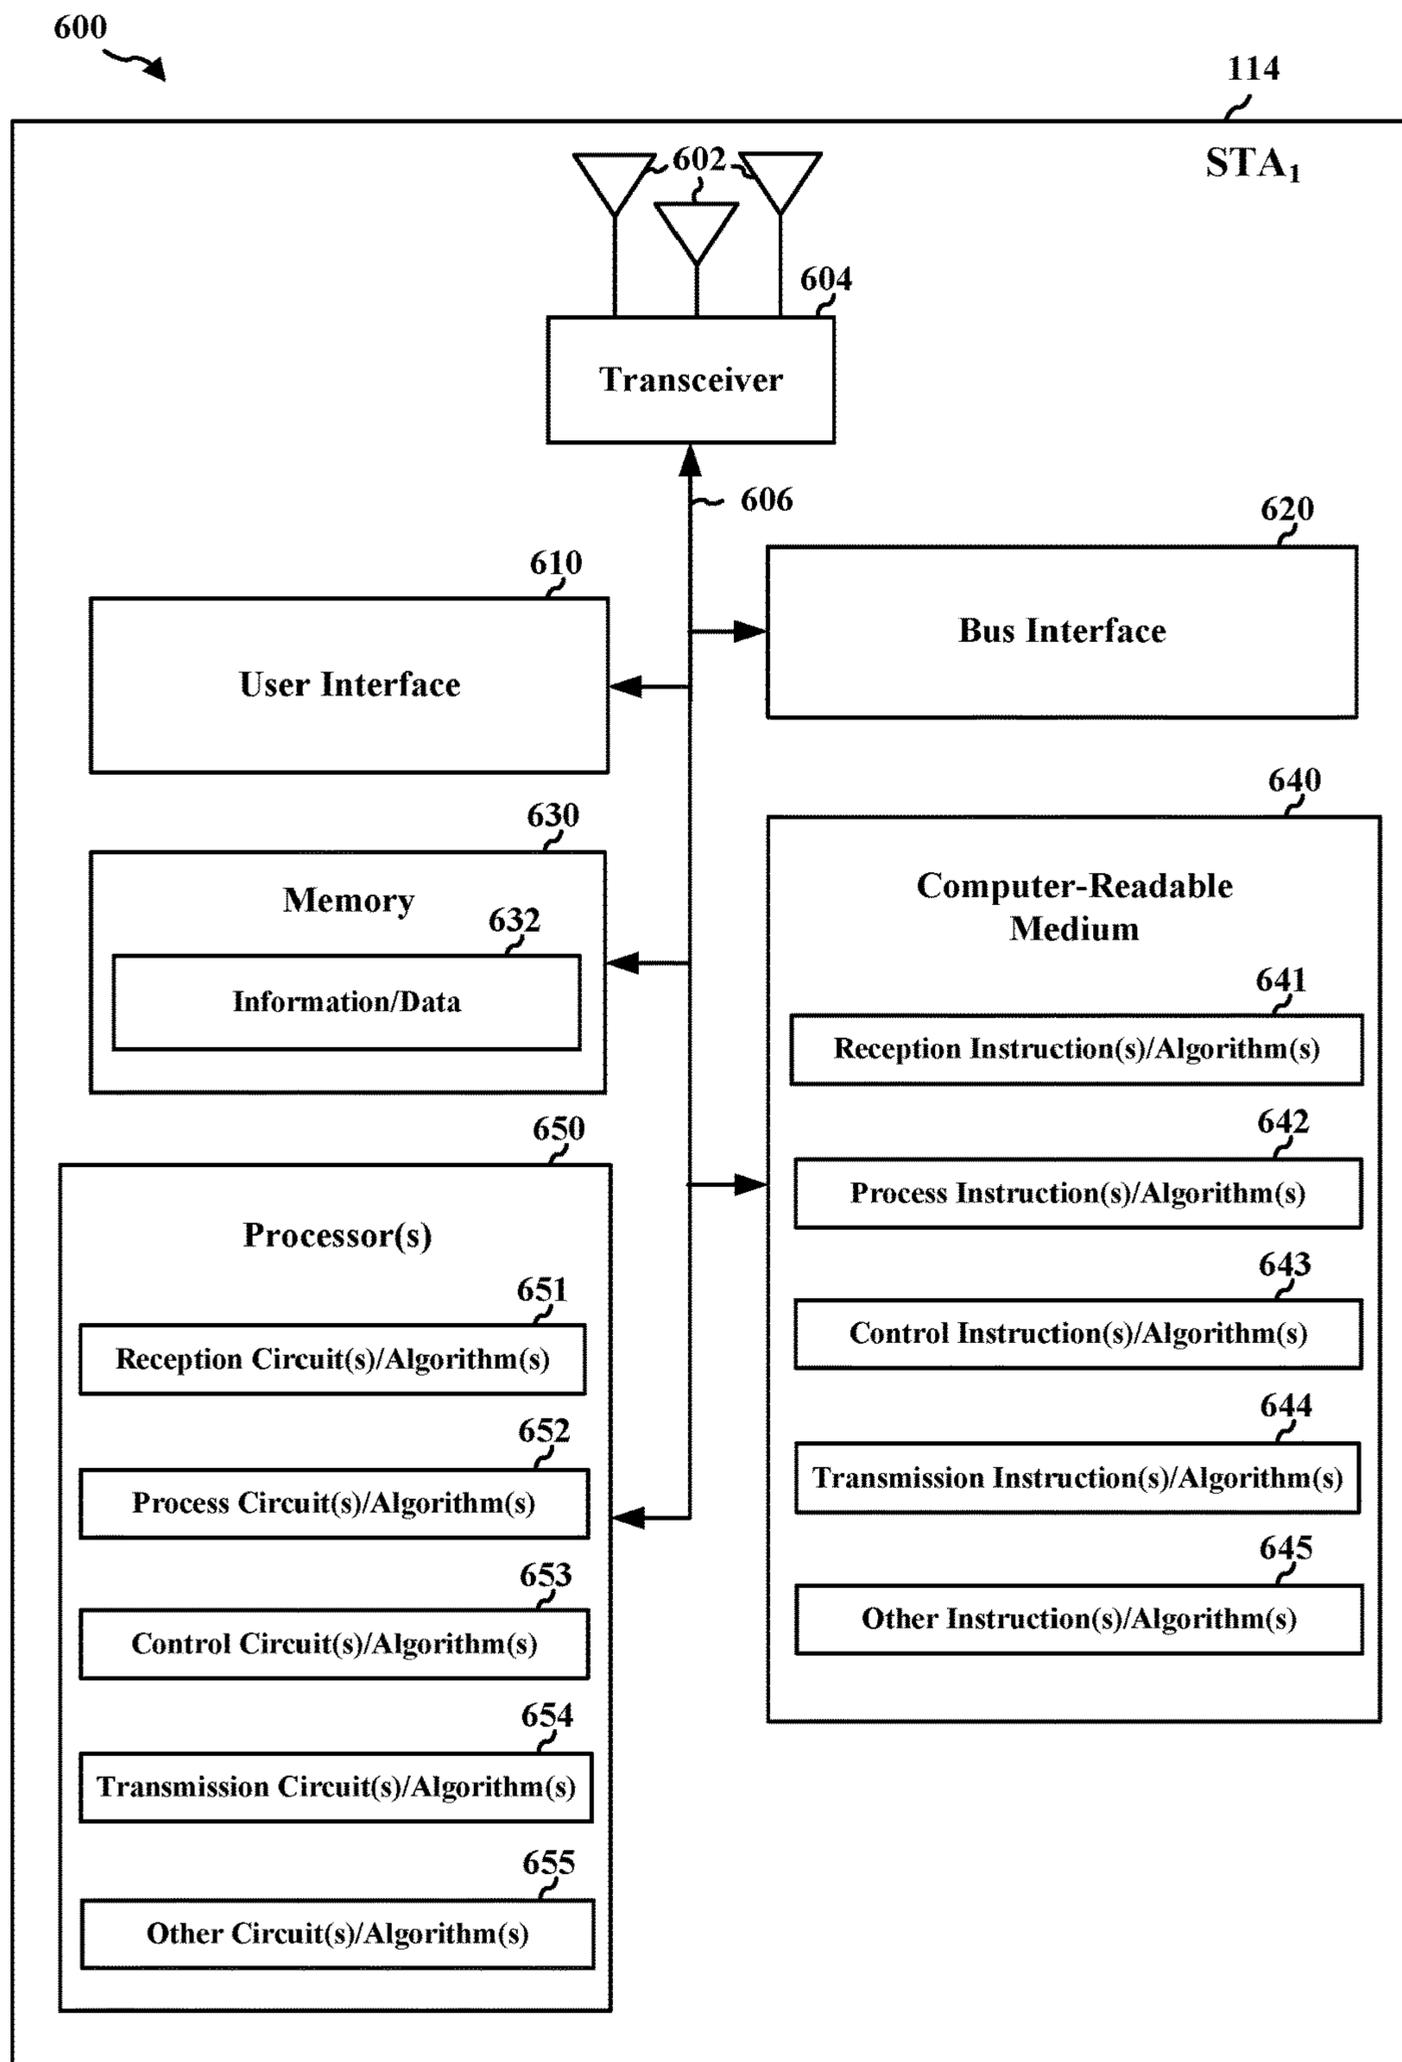 600
114
STA₁
602
604
Transceiver
606
620
Bus Interface
610
User Interface
630
Memory
632
Information/Data
640
Computer-Readable
Medium
641
Reception Instruction(s)/Algorithm(s)
642
Process Instruction(s)/Algorithm(s)
643
Control Instruction(s)/Algorithm(s)
644
Transmission Instruction(s)/Algorithm(s)
645
Other Instruction(s)/Algorithm(s)
650
Processor(s)
651
Reception Circuit(s)/Algorithm(s)
652
Process Circuit(s)/Algorithm(s)
653
Control Circuit(s)/Algorithm(s)
654
Transmission Circuit(s)/Algorithm(s)
655
Other Circuit(s)/Algorithm(s)